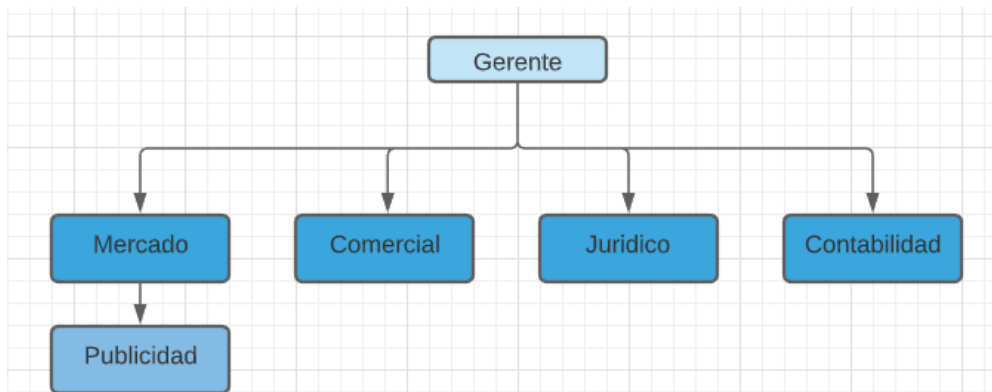 Gerente
Mercado
Comercial
Juridico
Contabilidad
Publicidad